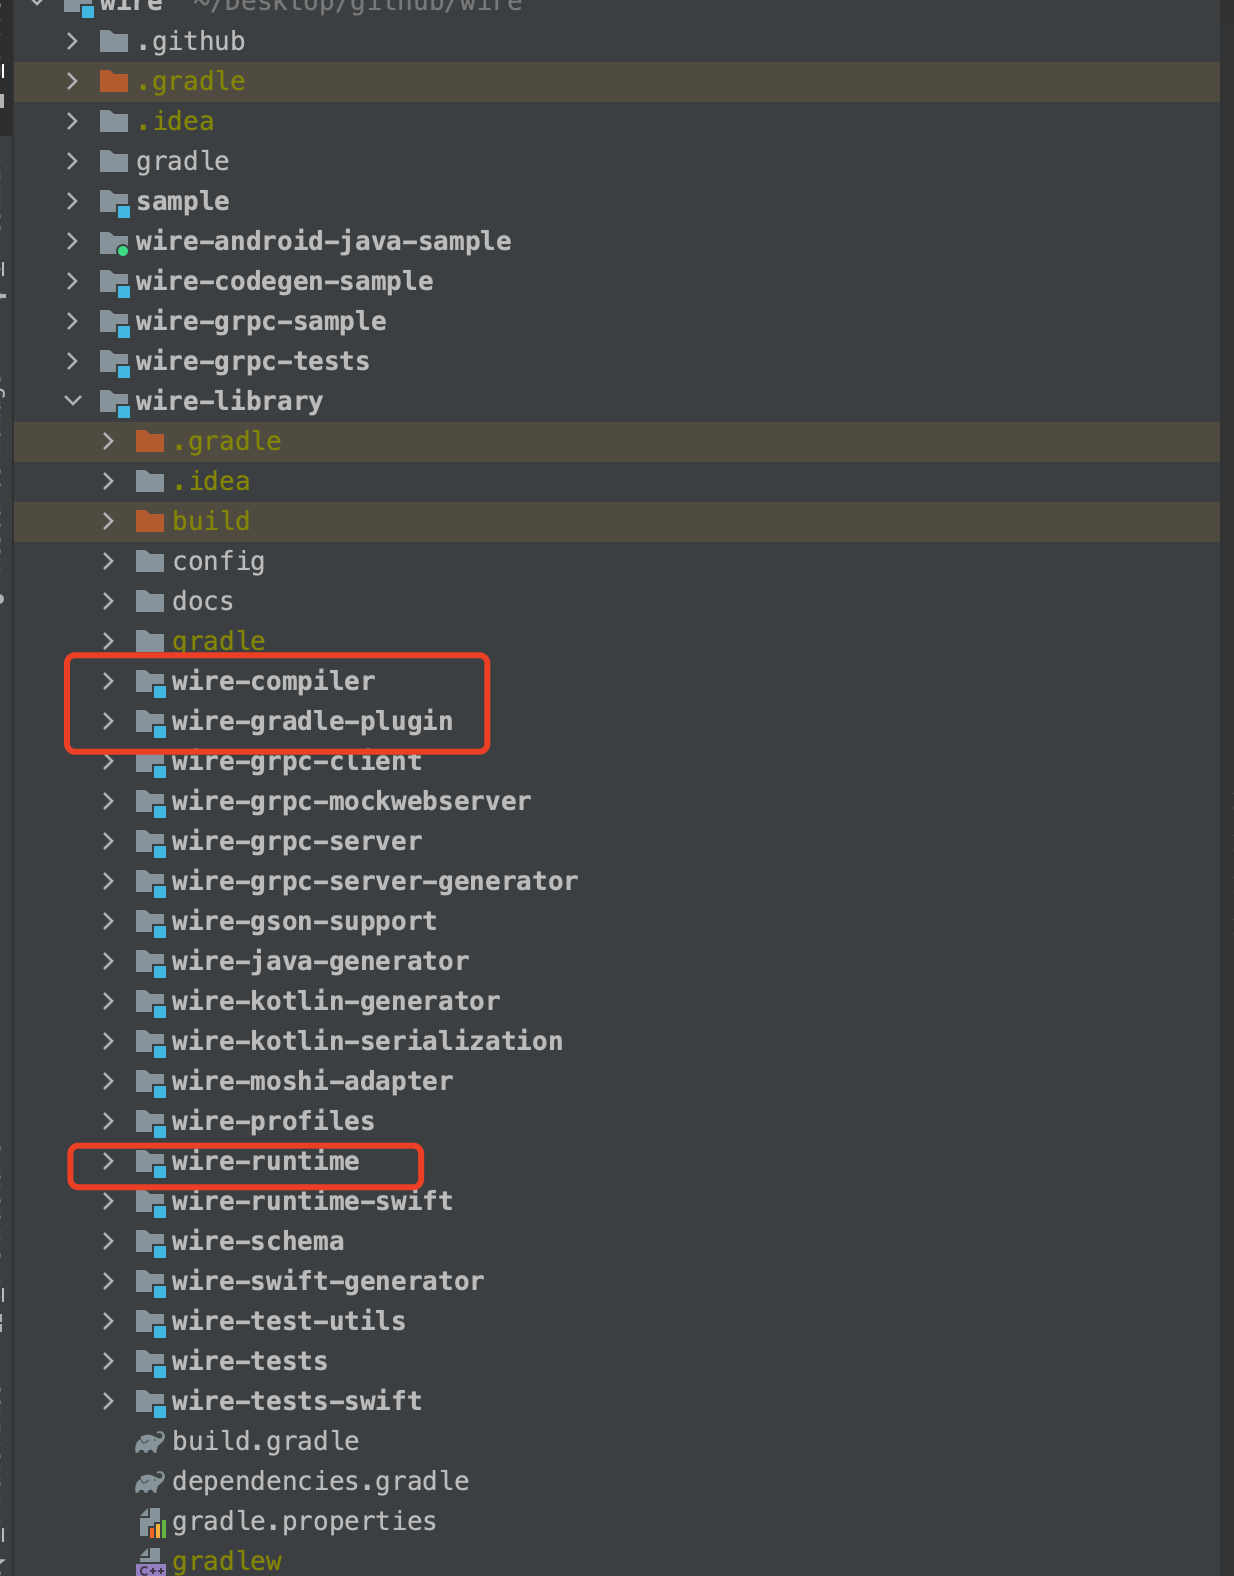 wire ~/Desktop/github/wire
.github
.gradle
.idea
gradle
sample
wire-android-java-sample
wire-codegen-sample
wire-grpc-sample
wire-grpc-tests
wire-library
.gradle
.idea
build
config
docs
gradle
wire-compiler
wire-gradle-plugin
wire-grpc-client
wire-grpc-mockwebserver
wire-grpc-server
wire-grpc-server-generator
wire-gson-support
wire-java-generator
wire-kotlin-generator
wire-kotlin-serialization
wire-moshi-adapter
wire-profiles
wire-runtime
wire-runtime-swift
wire-schema
wire-swift-generator
wire-test-utils
wire-tests
wire-tests-swift
build.gradle
dependencies.gradle
gradle.properties
C++ gradlew